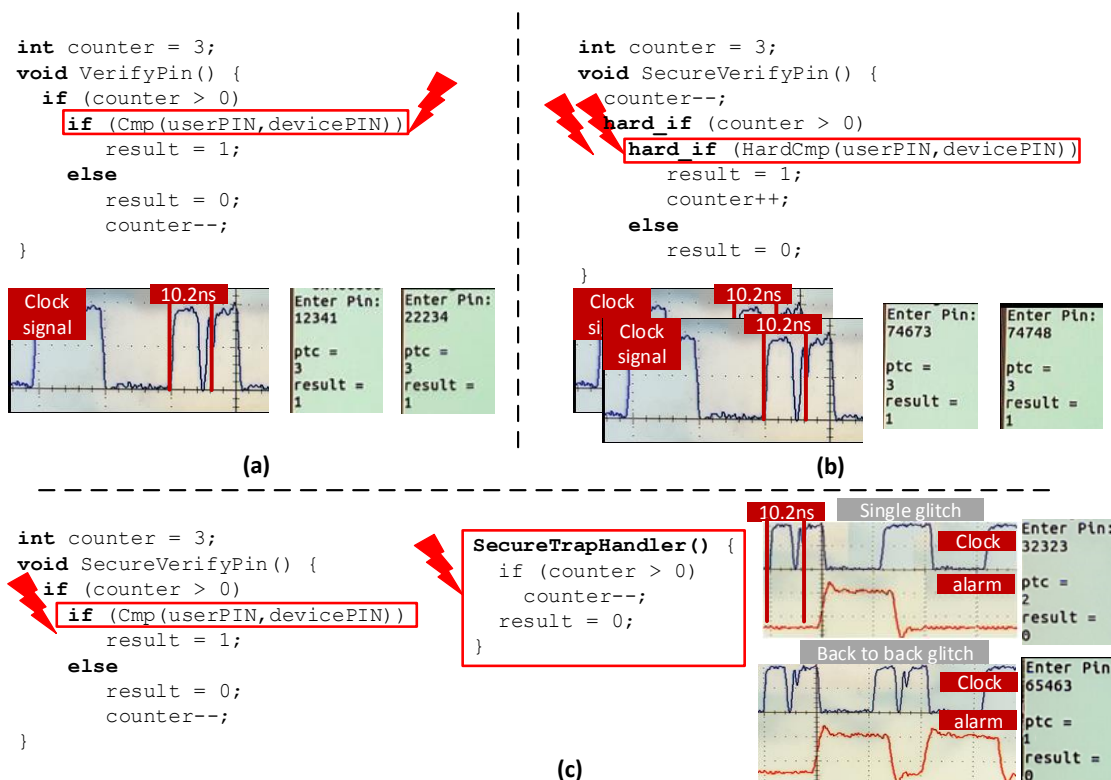 int counter = 3;
void VerifyPin() {
if (counter > 0)
if (Cmp(userPIN,devicePIN))
result = 1;
else
result = 0;
counter--;
}
Clock
signal
10.2ns
Enter Pin:
12341
ptc =
3
result =
1
Enter Pin:
22234
ptc =
3
result =
1
(a)
int counter = 3;
void SecureVerifyPin() {
counter--;
hard_if (counter > 0)
hard_if (HardCmp(userPIN,devicePIN))
result = 1;
counter++;
else
result = 0;
}
Clock
10.2ns
Clock
signal
10.2ns
Enter Pin:
74673
ptc =
3
result =
1
Enter Pin:
74748
ptc =
3
result =
1
(b)
int counter = 3;
void SecureVerifyPin() {
if (counter > 0)
if (Cmp(userPIN,devicePIN))
result = 1;
else
result = 0;
counter--;
}
SecureTrapHandler() {
if (counter > 0)
counter--;
result = 0;
}
10.2ns
Single glitch
Clock
alarm
Enter Pin:
32323
ptc =
2
result =
0
Back to back glitch
Clock
alarm
Enter Pin
65463
ptc =
1
result =
0
(c)